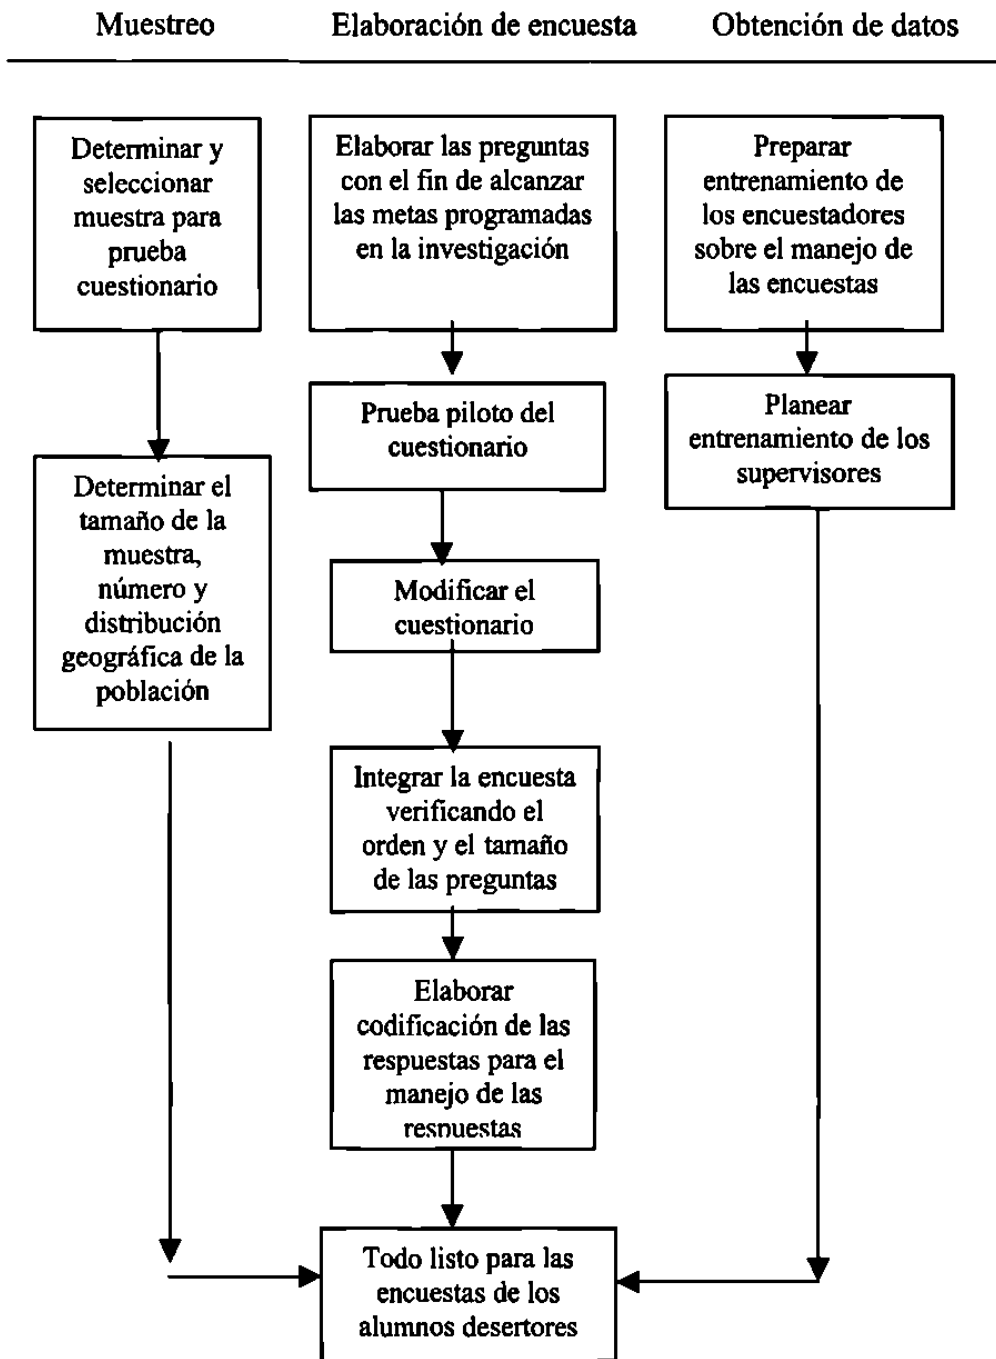 Muestreo
Elaboración de encuesta
Obtención de datos
Determinar y
seleccionar
muestra para
prueba
cuestionario
Determinar el
tamaño de la
muestra,
número y
distribución
geográfica de la
población
Elaborar las preguntas
con el fin de alcanzar
las metas programadas
en la investigación
Prueba piloto del
cuestionario
Modificar el
cuestionario
Integrar la encuesta
verificando el
orden y el tamaño
de las preguntas
Elaborar
codificación de las
respuestas para el
manejo de las
respuestas
Preparar
entrenamiento de
los encuestadores
sobre el manejo de
las encuestas
Planear
entrenamiento de los
supervisores
Todo listo para las
encuestas de los
alumnos desertores